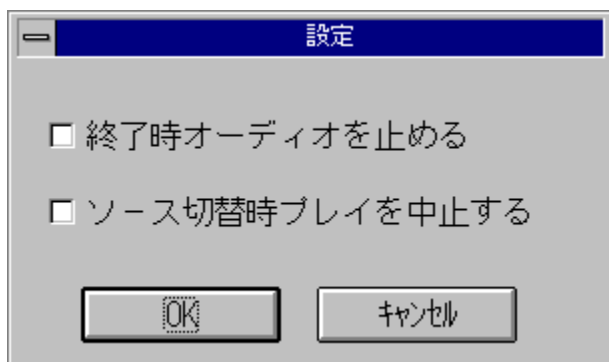 設定
終了時オーディオを止める
ソース切替時プレイを中止する
OK
キャンセル